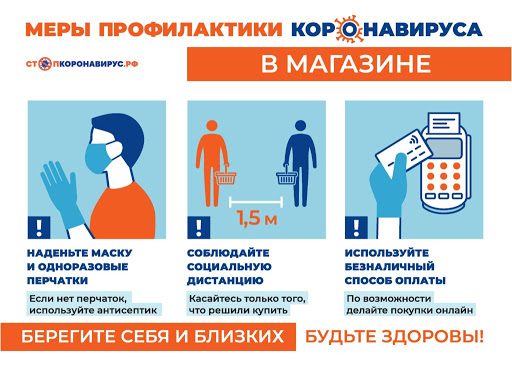 МЕРЫ ПРОФИЛАКТИКИ КОРОНАВИРУСА
СТОПКОРОНАВИРУС.РФ
В МАГАЗИНЕ
1,5 м
!
!
!
НАДЕНЬТЕ МАСКУ
И ОДНОРАЗОВЫЕ
ПЕРЧАТКИ
Если нет перчаток,
используйте антисептик
СОБЛЮДАЙТЕ
СОЦИАЛЬНУЮ
ДИСТАНЦИЮ
Касайтесь только того,
что решили купить
ИСПОЛЬЗУЙТЕ
БЕЗНАЛИЧНЫЙ
СПОСОБ ОПЛАТЫ
По возможности
делайте покупки онлайн
БЕРЕГИТЕ СЕБЯ И БЛИЗКИХ БУДЬТЕ ЗДОРОВЫ!